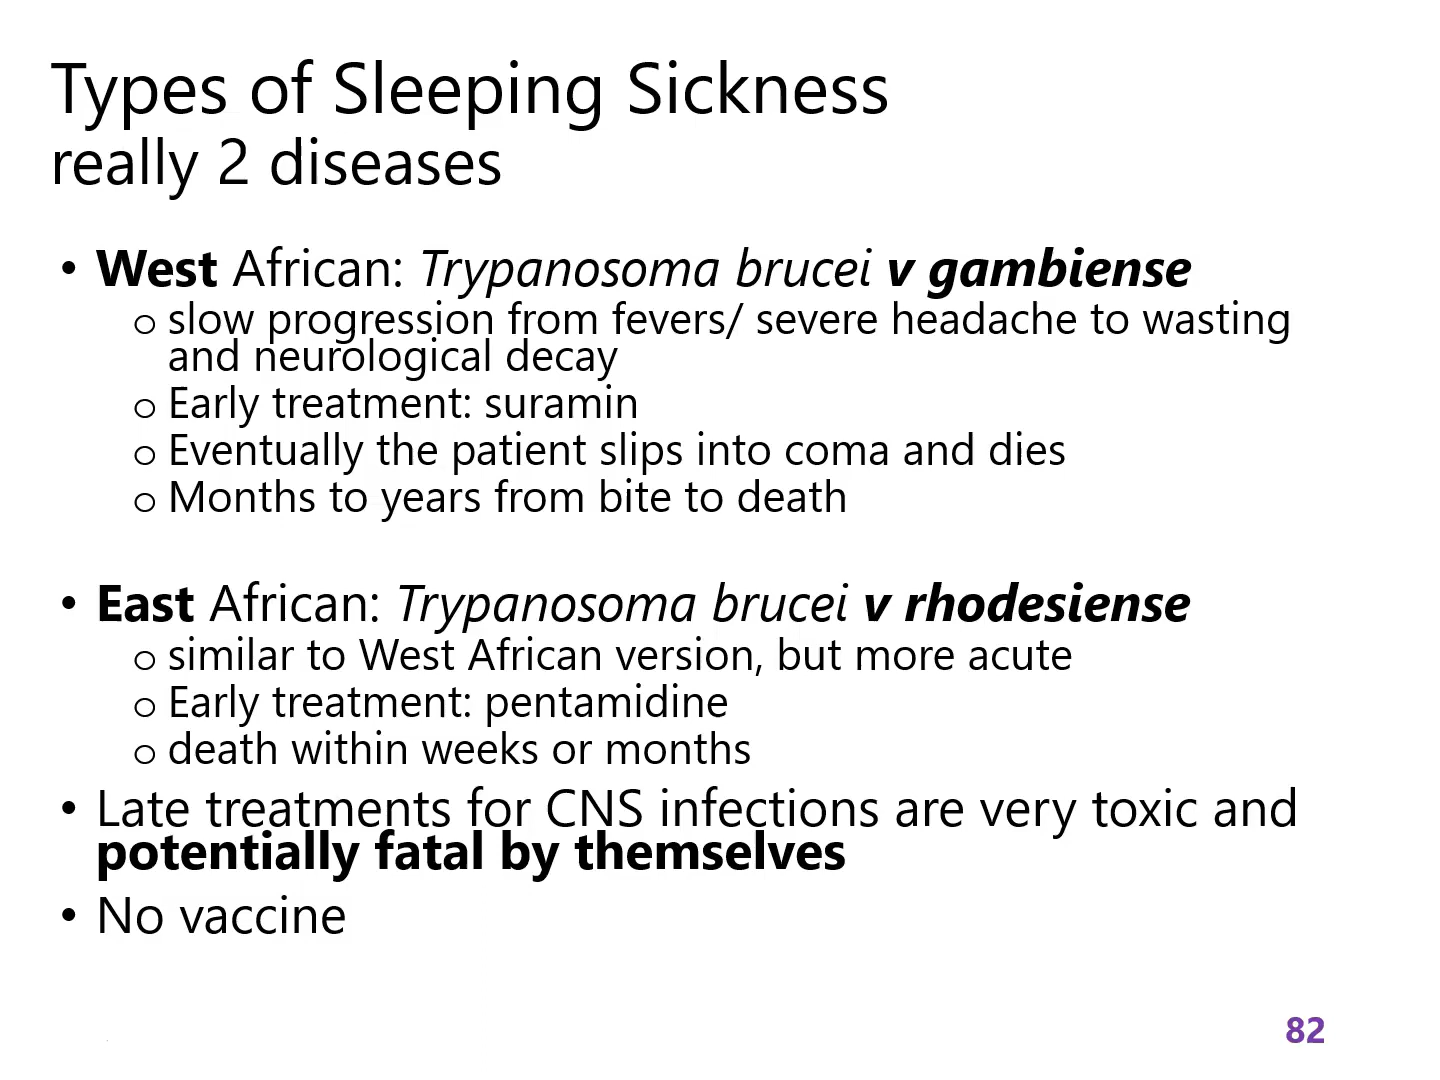 Types of Sleeping Sickness
really 2 diseases
• West African: Trypanosoma brucei v gambiense
o slow progression from fevers/ severe headache to wasting
and neurological decay
o Early treatment: suramin
o Eventually the patient slips into coma and dies
o Months to years from bite to death
• East African: Trypanosoma brucei v rhodesiense
o similar to West African version, but more acute
o Early treatment: pentamidine
o death within weeks or months
• Late treatments for CNS infections are very toxic and
potentially fatal by themselves
• No vaccine
82